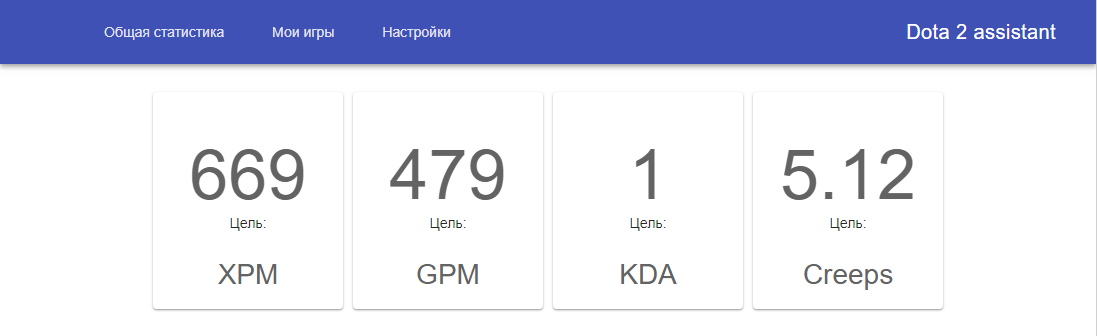 Общая статистика Мои игры Настройки Dota 2 assistant
669 479 1 5.12
Цель: Цель: Цель: Цель:
XPM GPM KDA Creeps